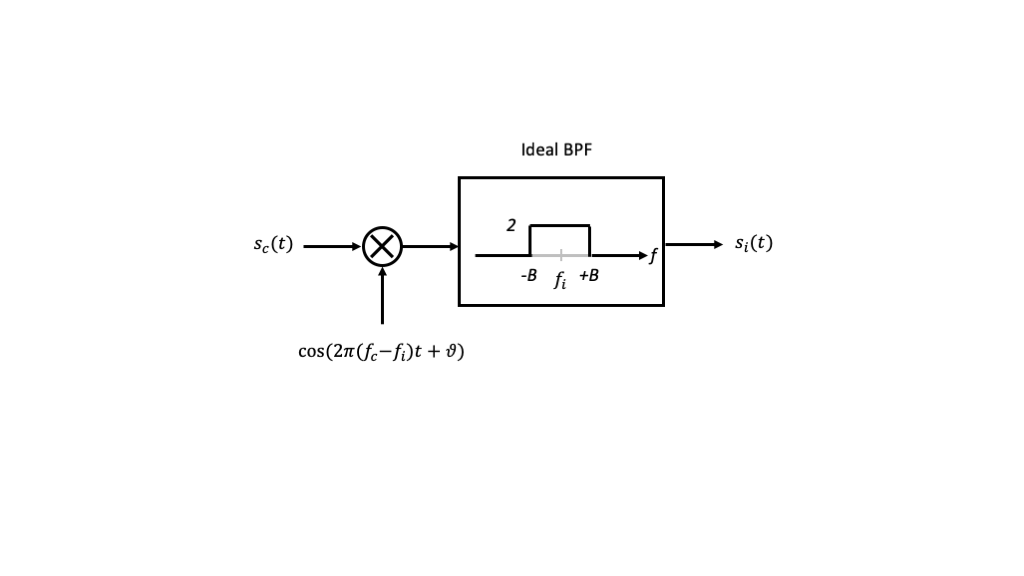 Ideal BPF
2
s_c(t)
s_i(t)
f
-B f_i +B
cos(2π(f_c−f_i)t + ϑ)